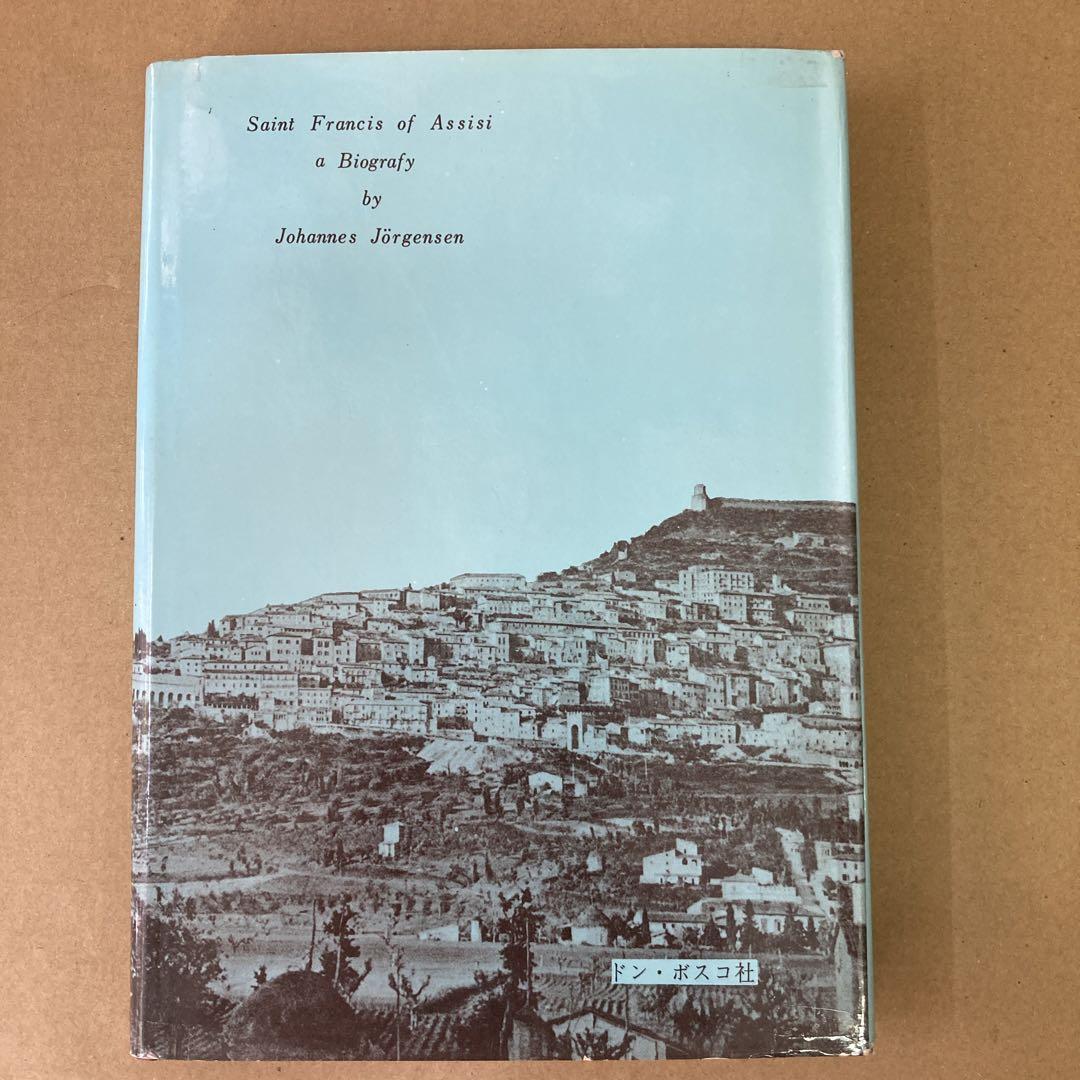 Saint Francis of Assisi
a Biografy
by
Johannes Jörgensen
ドン・ボスコ社